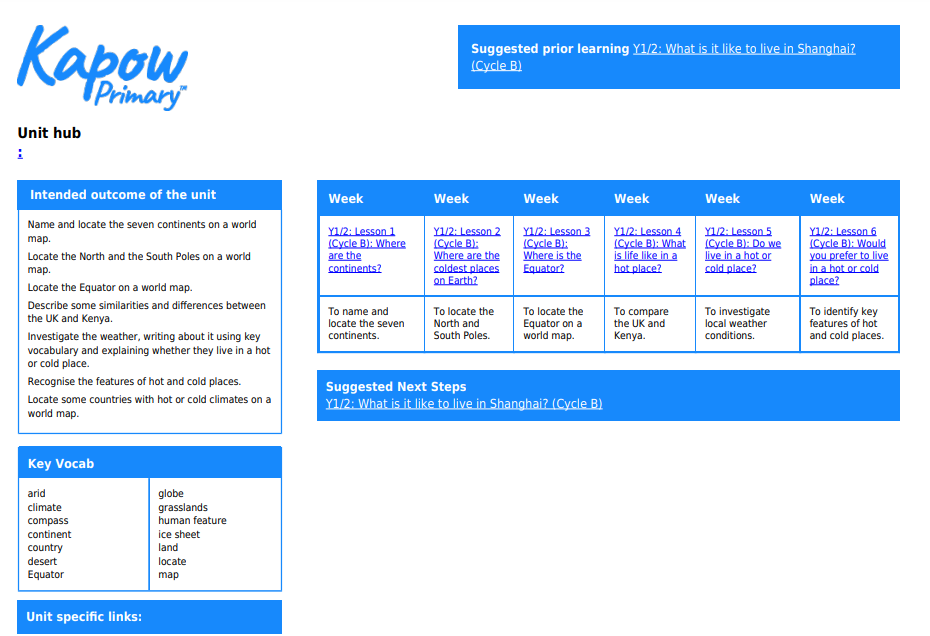 Kapow
Primary™
Suggested prior learning Y1/2: What is it like to live in Shanghai?
(Cycle B)
Unit hub
:
Intended outcome of the unit
Name and locate the seven continents on a world
map.
Locate the North and the South Poles on a world
map.
Locate the Equator on a world map.
Describe some similarities and differences between
the UK and Kenya.
Investigate the weather, writing about it using key
vocabulary and explaining whether they live in a hot
or cold place.
Recognise the features of hot and cold places.
Locate some countries with hot or cold climates on a
world map.
Key Vocab
arid
climate
compass
continent
country
desert
Equator
globe
grasslands
human feature
ice sheet
land
locate
map
Unit specific links:
Week
Week
Week
Week
Week
Week
Y1/2: Lesson 1
(Cycle B): Where
are the
continents?
Y1/2: Lesson 2
(Cycle B):
Where are the
coldest places
on Earth?
Y1/2: Lesson 3
(Cycle B):
Where is the
Equator?
Y1/2: Lesson 4
(Cycle B): What
is life like in a
hot place?
Y1/2: Lesson 5
(Cycle B): Do we
live in a hot or
cold place?
Y1/2: Lesson 6
(Cycle B): Would
you prefer to live
in a hot or cold
place?
To name and
locate the seven
continents.
To locate the
North and
South Poles.
To locate the
Equator on a
world map.
To compare
the UK and
Kenya.
To investigate
local weather
conditions.
To identify key
features of hot
and cold places.
Suggested Next Steps
Y1/2: What is it like to live in Shanghai? (Cycle B)